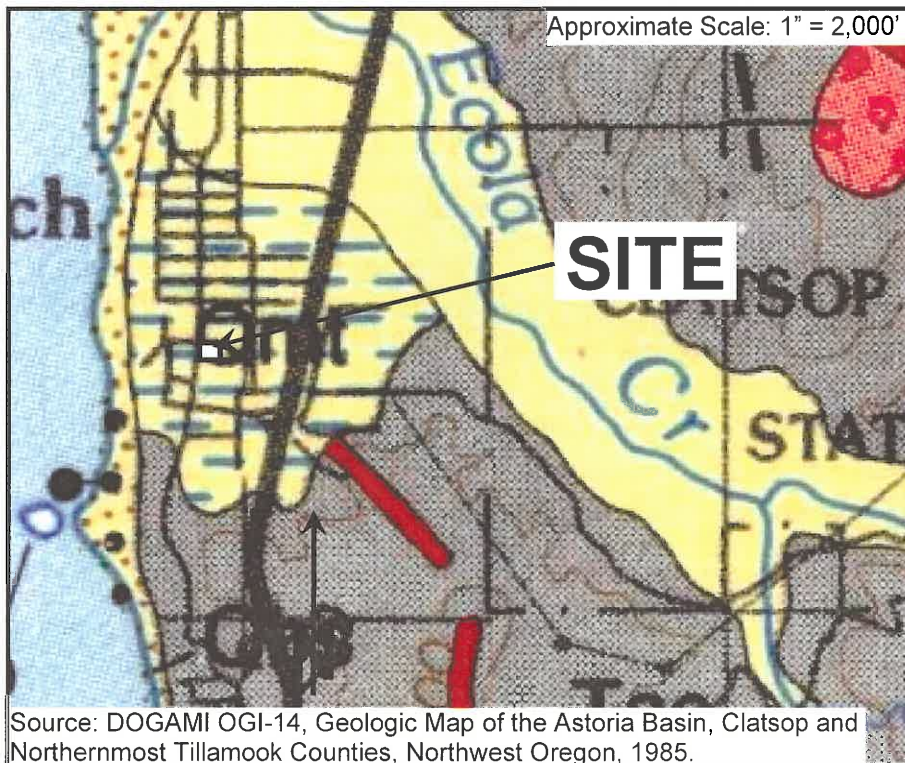 Approximate Scale: 1" = 2,000'
Ecola
ch
SITE
TSOP
Cr
STAT
Source: DOGAMI OGI-14, Geologic Map of the Astoria Basin, Clatsop and
Northernmost Tillamook Counties, Northwest Oregon, 1985.